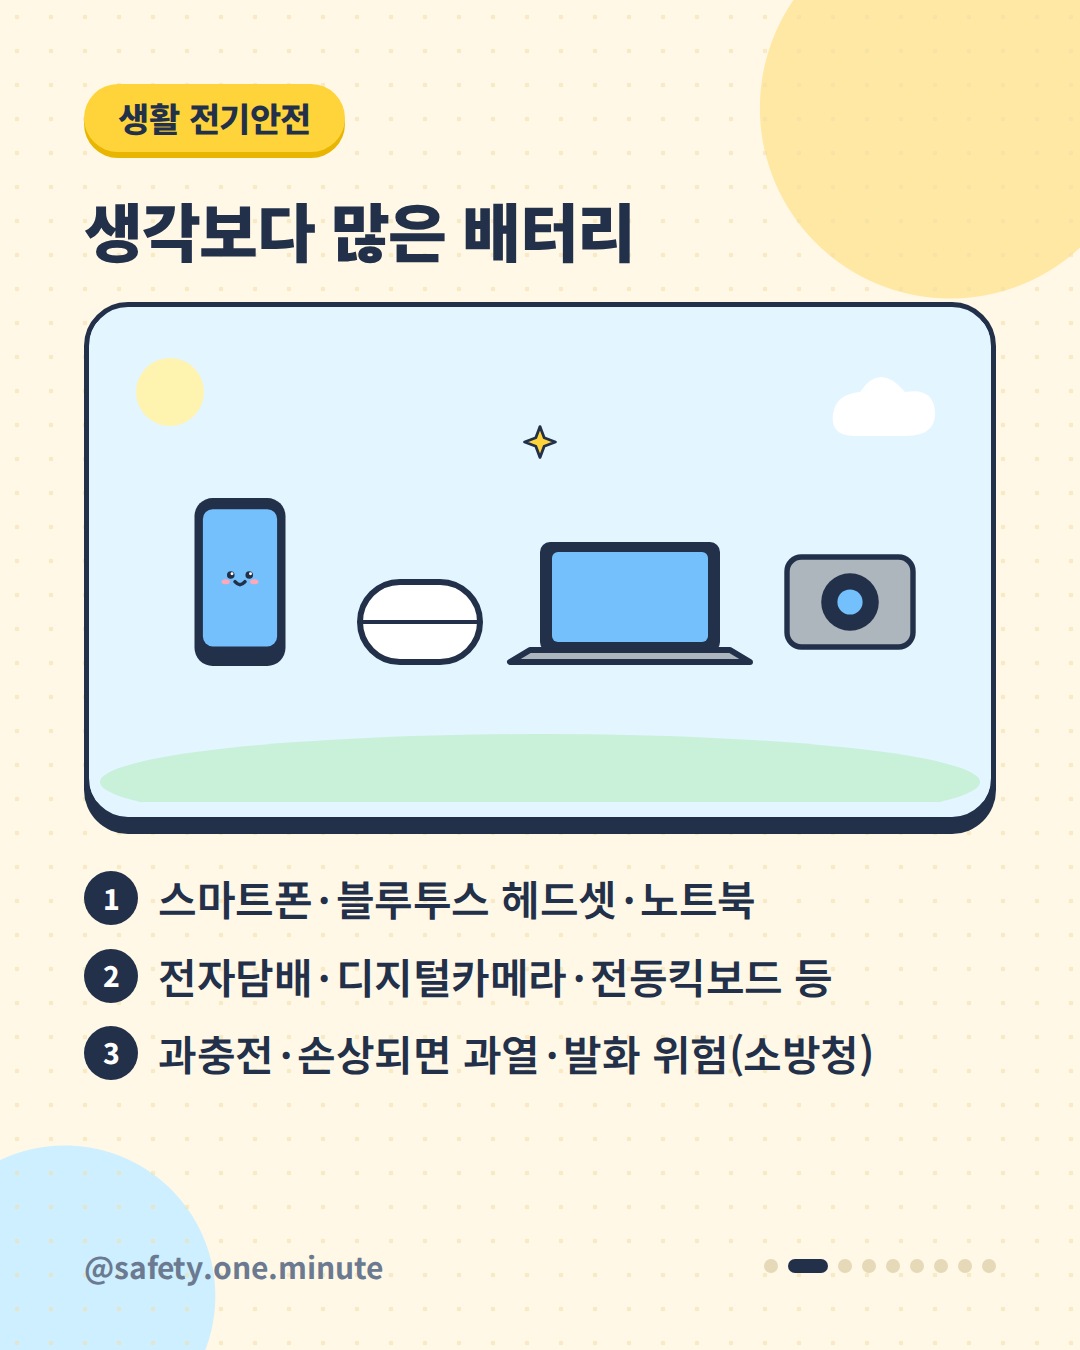 생활 전기안전
생각보다 많은 배터리
1 스마트폰·블루투스 헤드셋·노트북
2 전자담배·디지털카메라·전동킥보드 등
3 과충전·손상되면 과열·발화 위험(소방청)
@safety.one.minute